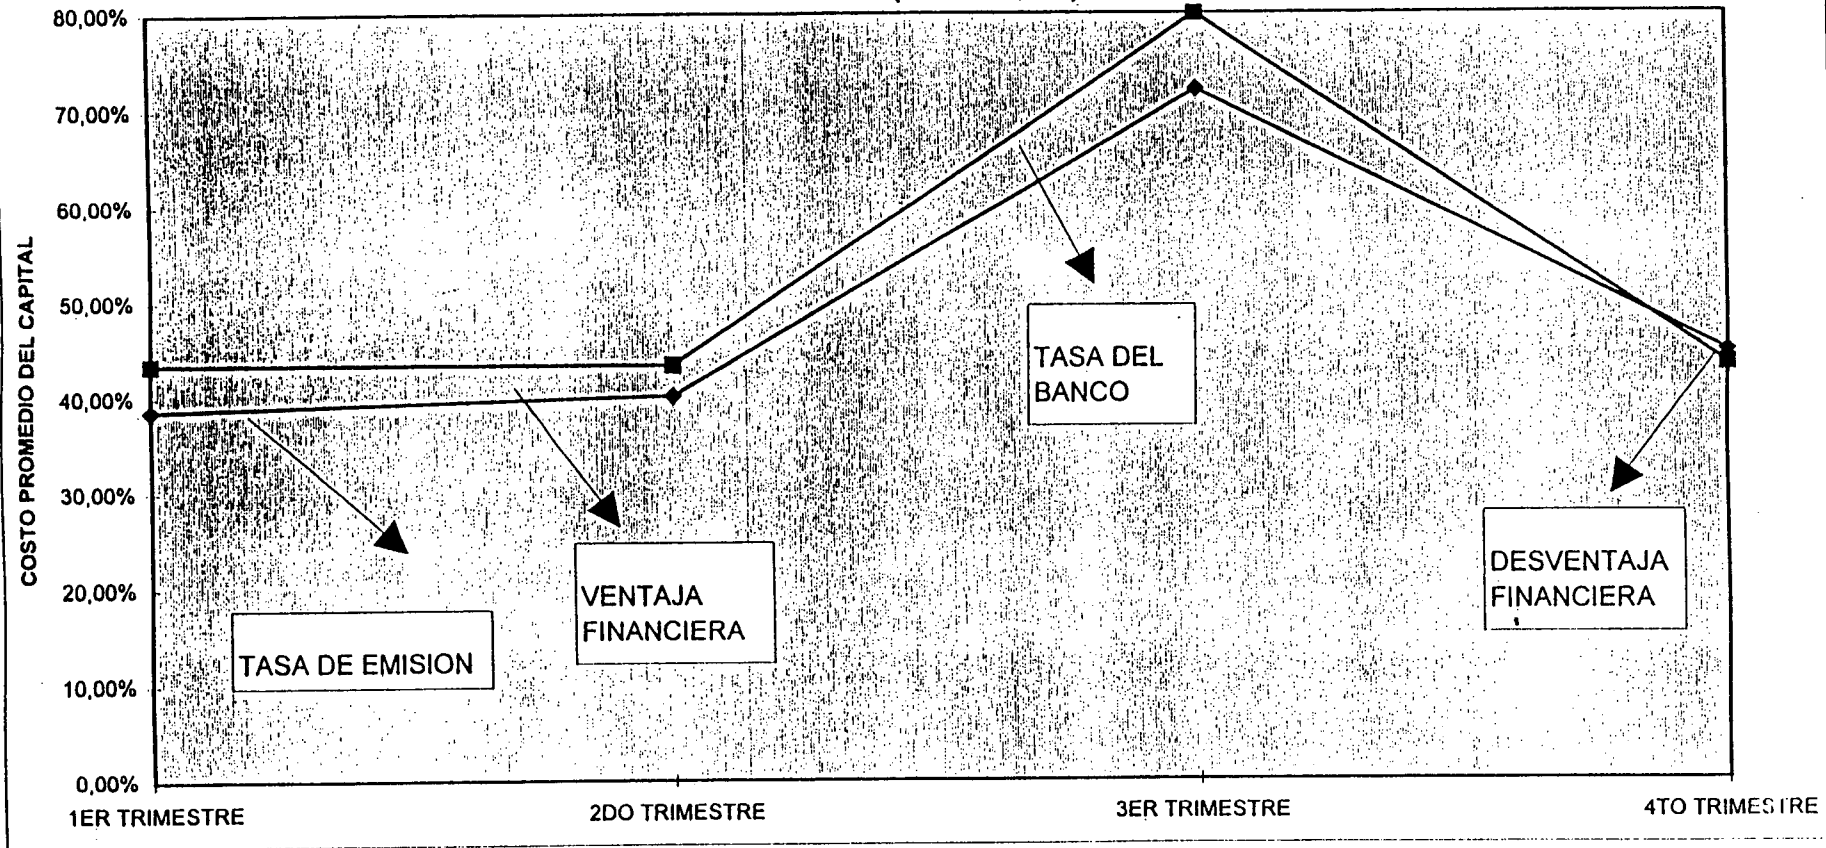 80,00%
70,00%
60,00%
50,00%
40,00%
30,00%
20,00%
10,00%
0,00%
COSTO PROMEDIO DEL CAPITAL
TASA DEL
BANCO
DESVENTAJA
FINANCIERA
VENTAJA
FINANCIERA
TASA DE EMISION
1ER TRIMESTRE
2DO TRIMESTRE
3ER TRIMESTRE
4TO TRIMESTRE